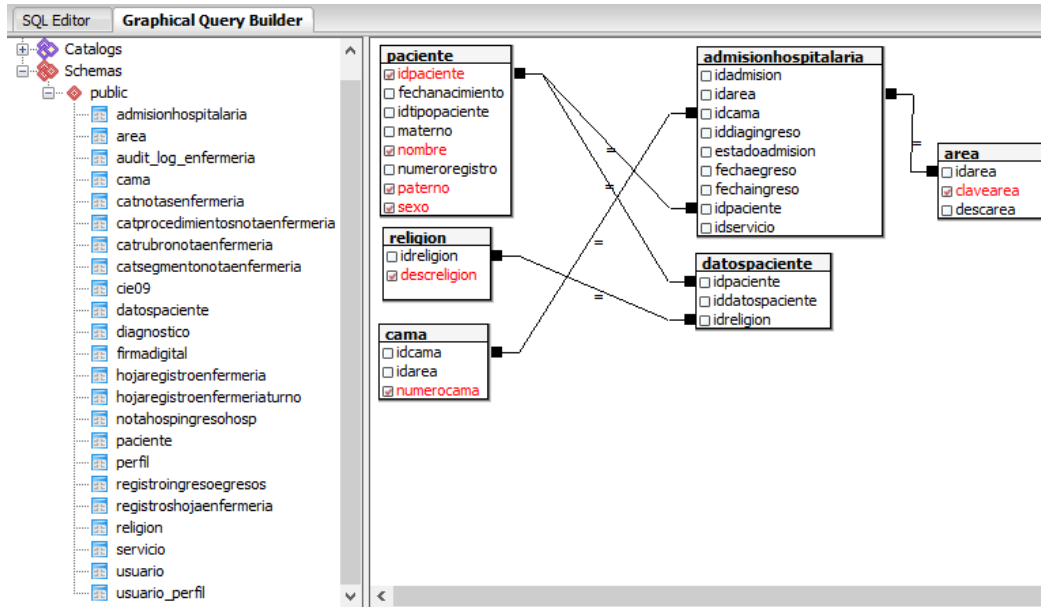 SQL Editor
Graphical Query Builder
Catalogs
Schemas
public
admisionhospitalaria
area
audit_log_enfermeria
cama
catnotasenfermeria
catprocedimientosnotaenfermeria
catrubronotaenfermeria
catsegmentonotaenfermeria
cie09
datospaciente
diagnostico
firmadigital
hojaregistroenfermeria
hojaregistroenfermeriaturno
notahospingresohosp
paciente
perfil
registroingresoegresos
registroshojaenfermeria
religion
servicio
usuario
usuario_perfil
paciente
idpaciente
fechanacimiento
idtipopaciente
materno
nombre
numeroregistro
paterno
sexo
religion
idreligion
descreligion
cama
idcama
idarea
numerocama
admisionhospitalaria
idadmision
idarea
idcama
iddiagingreso
estadoadmision
fechaegreso
fechaingreso
idpaciente
idservicio
datospaciente
idpaciente
iddatospaciente
idreligion
area
idarea
clavearea
descarea
=
=
=
=
=